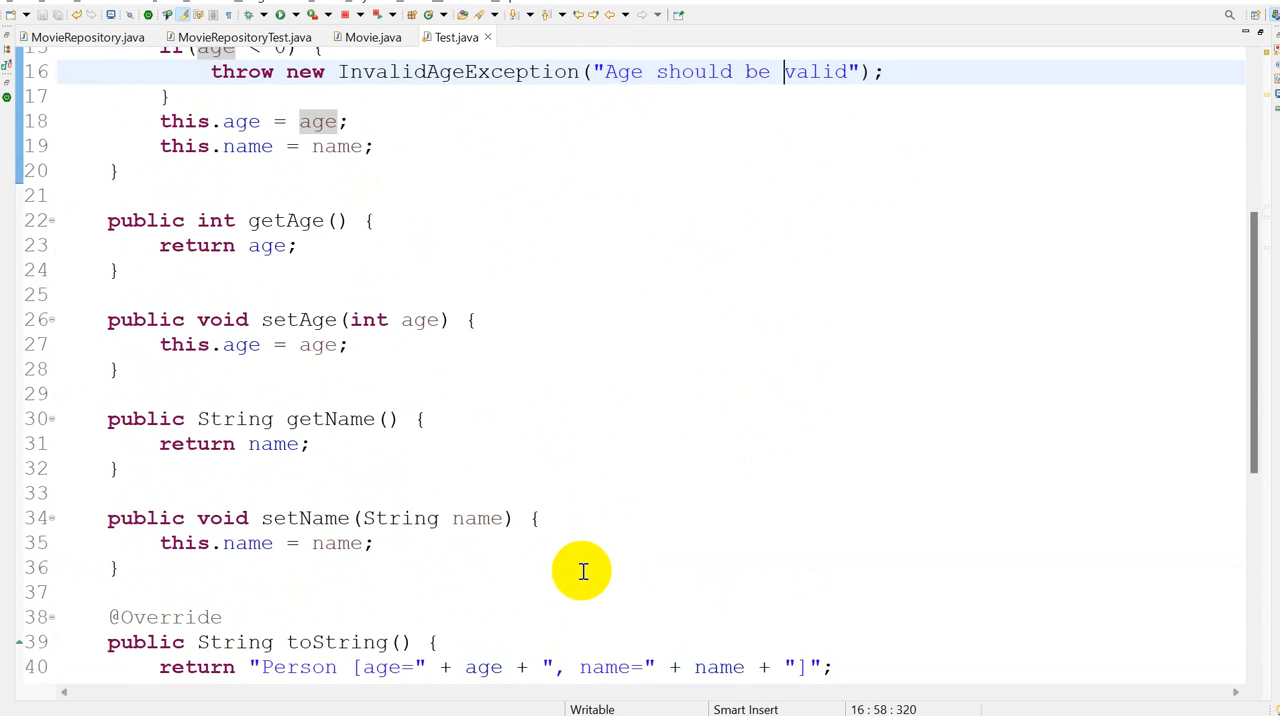 MovieRepository.java MovieRepositoryTest.java Movie.java Test.java
15 if(age < 0) {
16 throw new InvalidAgeException("Age should be valid");
17 }
18 this.age = age;
19 this.name = name;
20 }
21
22 public int getAge() {
23 return age;
24 }
25
26 public void setAge(int age) {
27 this.age = age;
28 }
29
30 public String getName() {
31 return name;
32 }
33
34 public void setName(String name) {
35 this.name = name;
36 }
37
38 @Override
39 public String toString() {
40 return "Person [age=" + age + ", name=" + name + "]";
Writable Smart Insert 16 : 58 : 320